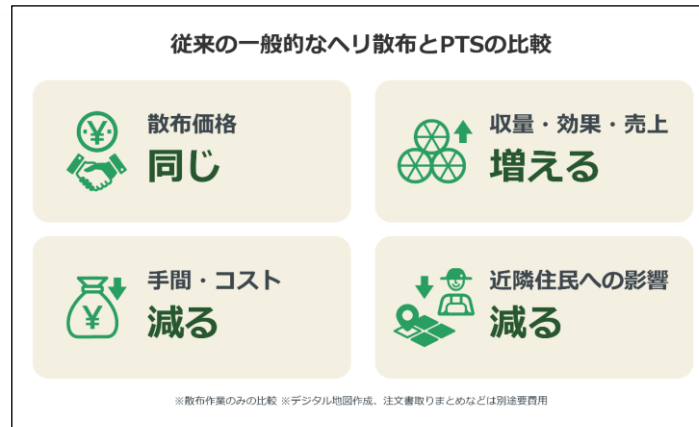 従来の一般的なヘリ散布とPTSの比較
¥
散布価格
同じ
収量・効果・売上
増える
¥
手間・コスト
減る
近隣住民への影響
減る
※散布作業のみの比較 ※デジタル地図作成、注文書取りまとめなどは別途要費用